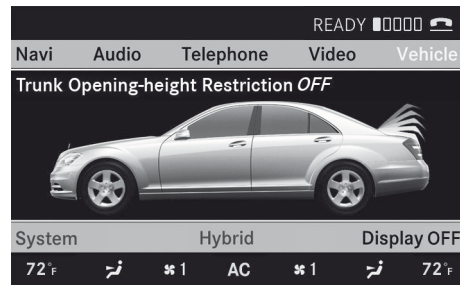 READY
Navi Audio Telephone Video Vehicle
Trunk Opening-height Restriction OFF
System Hybrid Display OFF
72°F 1 AC 1 72°F